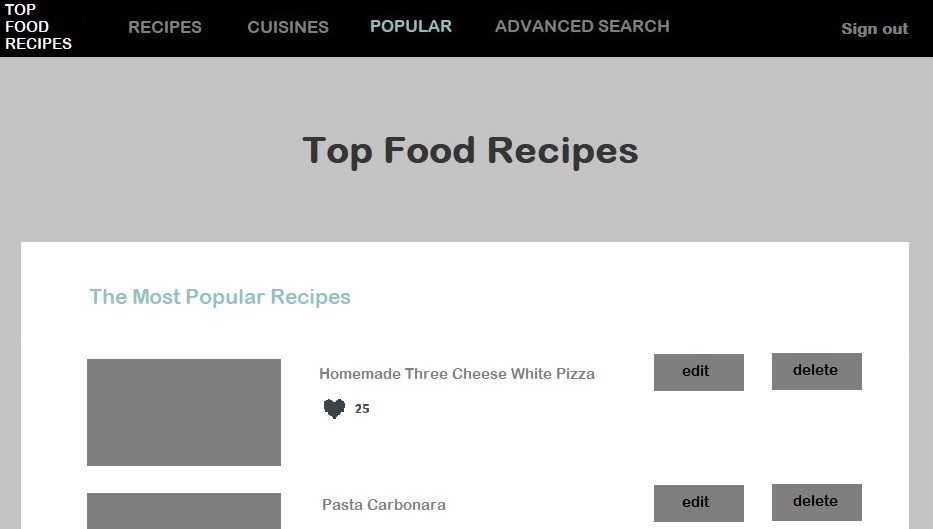 TOP
FOOD
RECIPES
RECIPES CUISINES POPULAR ADVANCED SEARCH Sign out
Top Food Recipes
The Most Popular Recipes
Homemade Three Cheese White Pizza edit delete
25
Pasta Carbonara edit delete